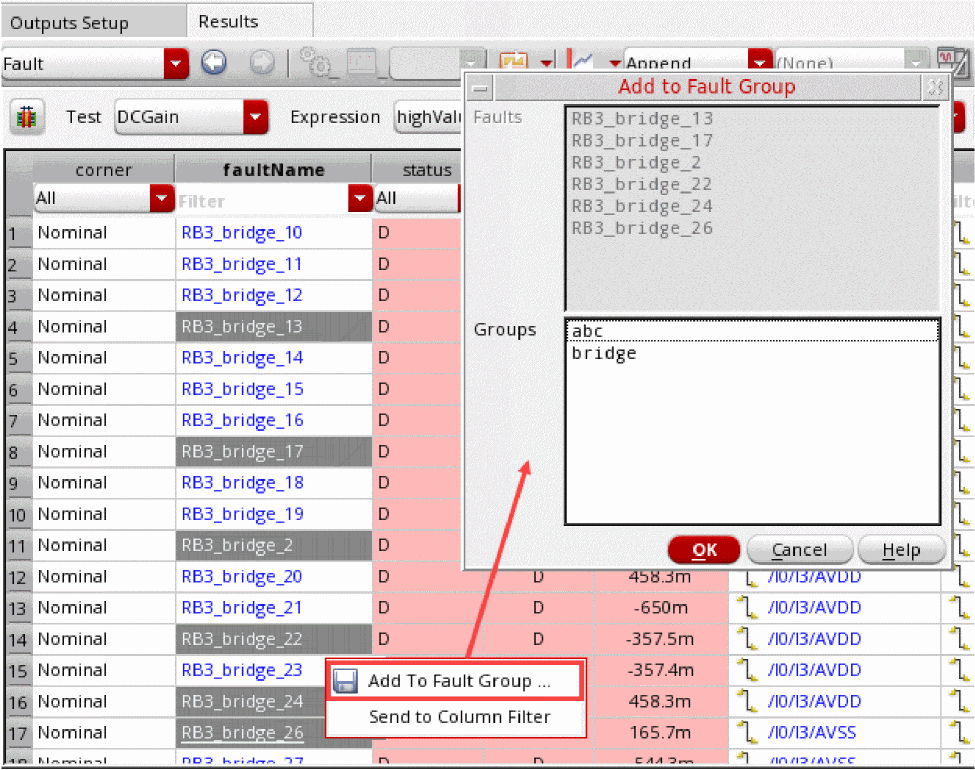 Outputs Setup Results
Fault Append (None)
Add to Fault Group
Test DCGain Expression highValu
Faults
RB3_bridge_13
RB3_bridge_17
RB3_bridge_2
RB3_bridge_22
RB3_bridge_24
RB3_bridge_26
Groups
abc
bridge
OK Cancel Help
corner faultName status
All Filter All
1 Nominal RB3_bridge_10 D
2 Nominal RB3_bridge_11 D
3 Nominal RB3_bridge_12 D
4 Nominal RB3_bridge_13 D
5 Nominal RB3_bridge_14 D
6 Nominal RB3_bridge_15 D
7 Nominal RB3_bridge_16 D
8 Nominal RB3_bridge_17 D
9 Nominal RB3_bridge_18 D
10 Nominal RB3_bridge_19 D
11 Nominal RB3_bridge_2 D
12 Nominal RB3_bridge_20 D D 458.3m /I0/I3/AVDD
13 Nominal RB3_bridge_21 D D -650m /I0/I3/AVDD
14 Nominal RB3_bridge_22 D D -357.5m /I0/I3/AVDD
15 Nominal RB3_bridge_23 -357.4m /I0/I3/AVDD
16 Nominal RB3_bridge_24 458.3m /I0/I3/AVDD
17 Nominal RB3_bridge_26 165.7m /I0/I3/AVSS
18 Nominal RB3_bridge_27 D D 544.3m /I0/I3/AVSS
Add To Fault Group ...
Send to Column Filter